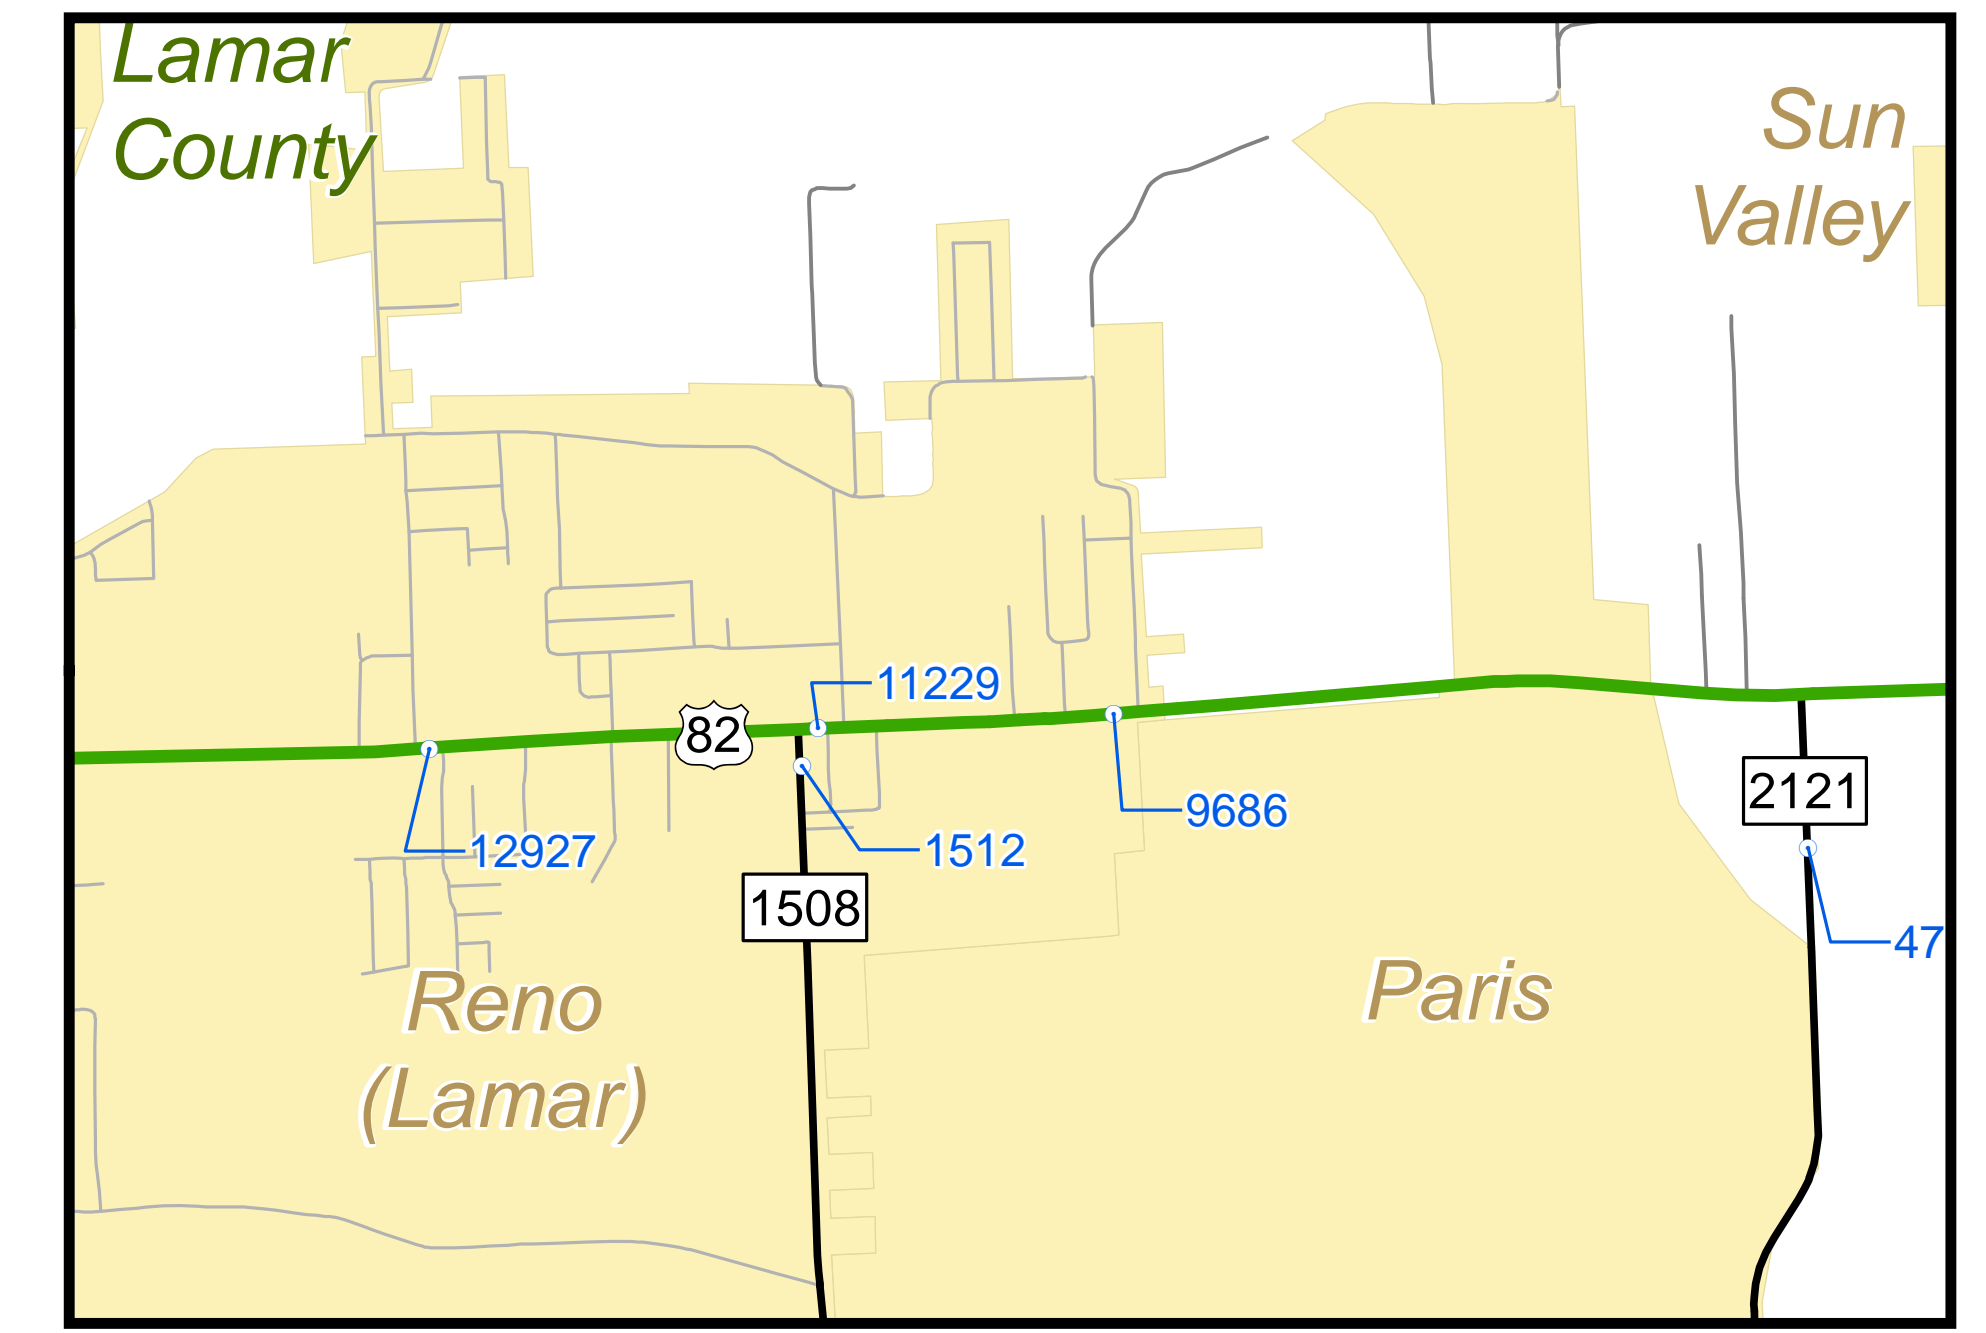 Lamar
County
Sun
Valley
11229
82
12927
1512
9686
2121
1508
47
Reno
(Lamar)
Paris